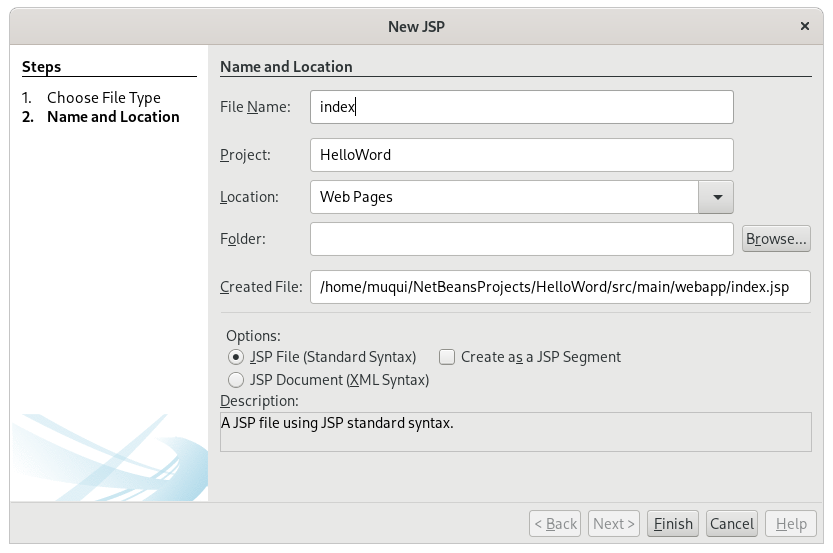 New JSP
×
Steps
1. Choose File Type
2. Name and Location
Name and Location
File Name: index
Project: HelloWord
Location: Web Pages
Folder: Browse...
Created File: /home/muqui/NetBeansProjects/HelloWord/src/main/webapp/index.jsp
Options:
JSP File (Standard Syntax) Create as a JSP Segment
JSP Document (XML Syntax)
Description:
A JSP file using JSP standard syntax.
< Back Next > Finish Cancel Help